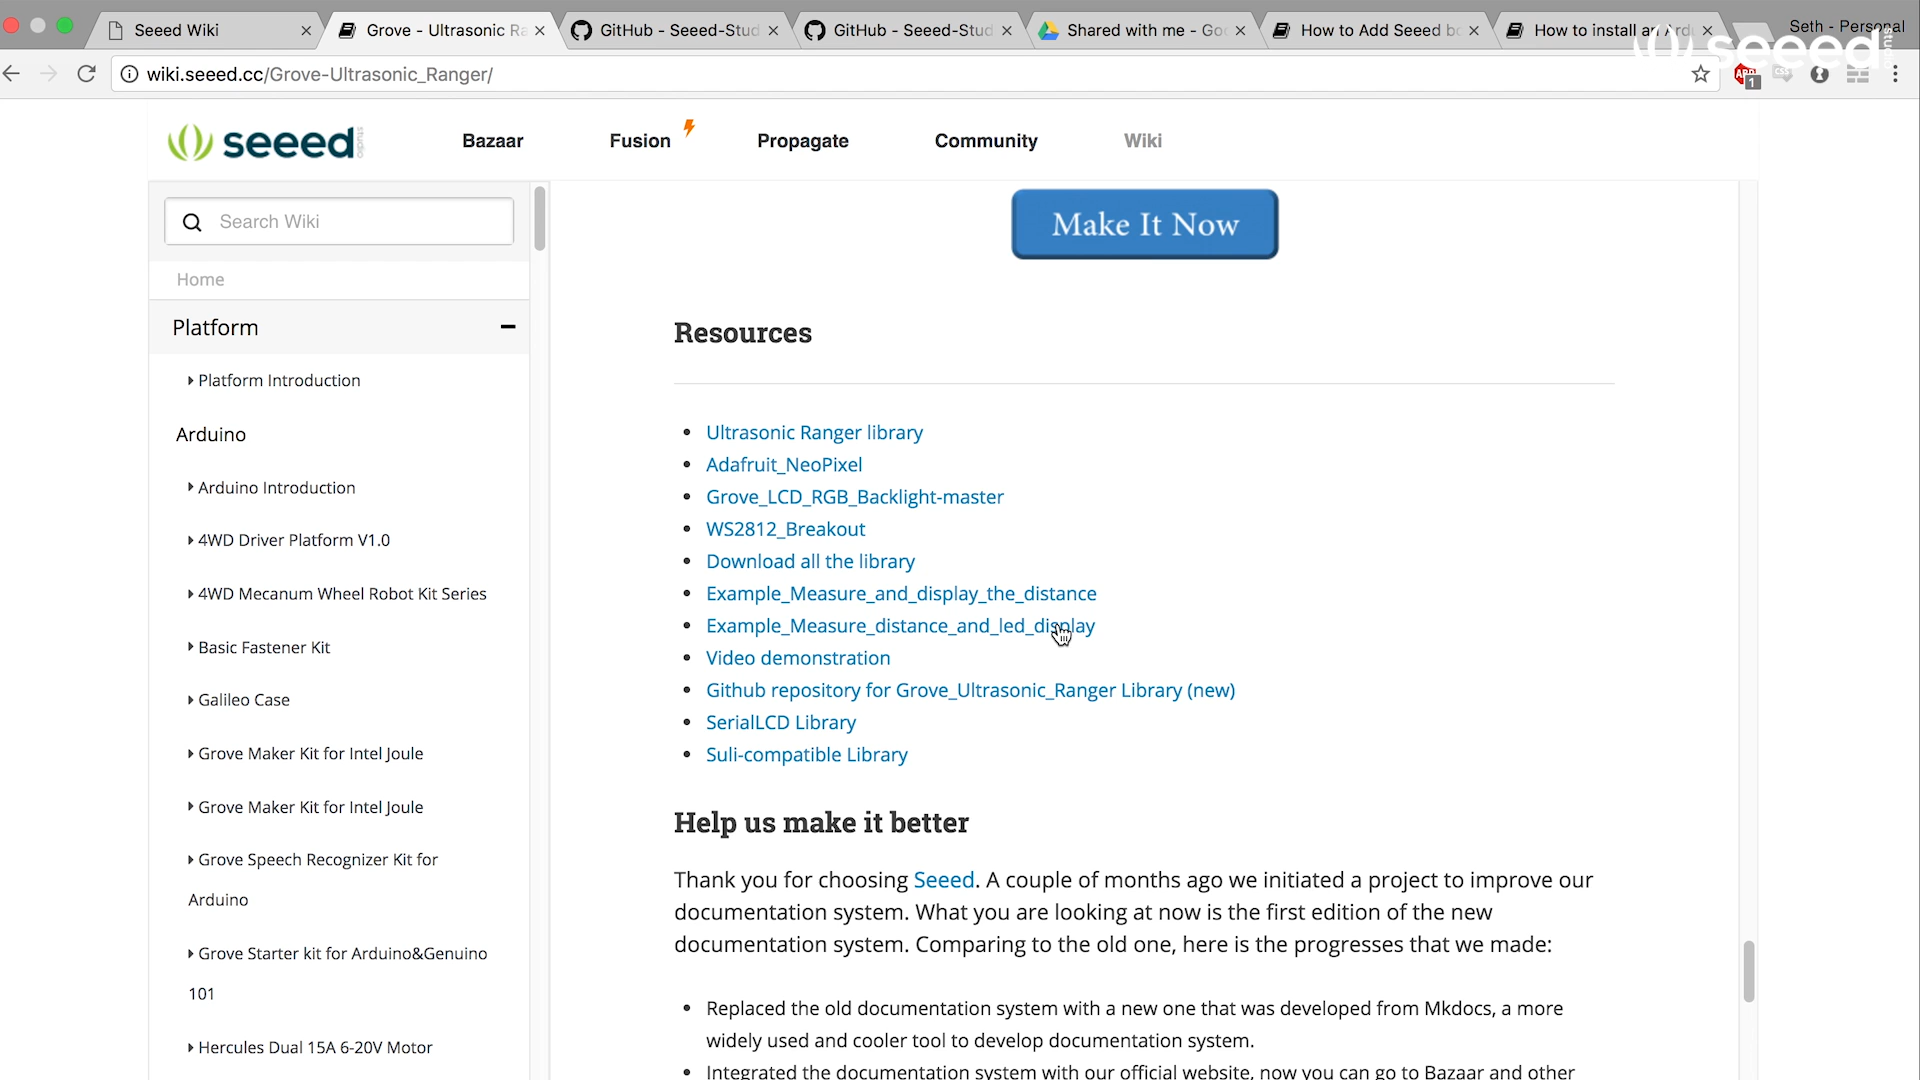 Seeed Wiki
Grove - Ultrasonic Ra
GitHub - Seeed-Stud
GitHub - Seeed-Stud
Shared with me - Goo
How to Add Seeed bo
How to install an Ardu
Seth - Personal
seeed
wiki.seeed.cc/Grove-Ultrasonic_Ranger/
ABP
1
CSS
seeed studio
Bazaar
Fusion
Propagate
Community
Wiki
Search Wiki
Home
Platform
Platform Introduction
Arduino
Arduino Introduction
4WD Driver Platform V1.0
4WD Mecanum Wheel Robot Kit Series
Basic Fastener Kit
Galileo Case
Grove Maker Kit for Intel Joule
Grove Maker Kit for Intel Joule
Grove Speech Recognizer Kit for
Arduino
Grove Starter kit for Arduino&Genuino
101
Hercules Dual 15A 6-20V Motor
Make It Now
Resources
Ultrasonic Ranger library
Adafruit_NeoPixel
Grove_LCD_RGB_Backlight-master
WS2812_Breakout
Download all the library
Example_Measure_and_display_the_distance
Example_Measure_distance_and_led_display
Video demonstration
Github repository for Grove_Ultrasonic_Ranger Library (new)
SerialLCD Library
Suli-compatible Library
Help us make it better
Thank you for choosing Seeed. A couple of months ago we initiated a project to improve our
documentation system. What you are looking at now is the first edition of the new
documentation system. Comparing to the old one, here is the progresses that we made:
Replaced the old documentation system with a new one that was developed from Mkdocs, a more
widely used and cooler tool to develop documentation system.
Integrated the documentation system with our official website, now you can go to Bazaar and other